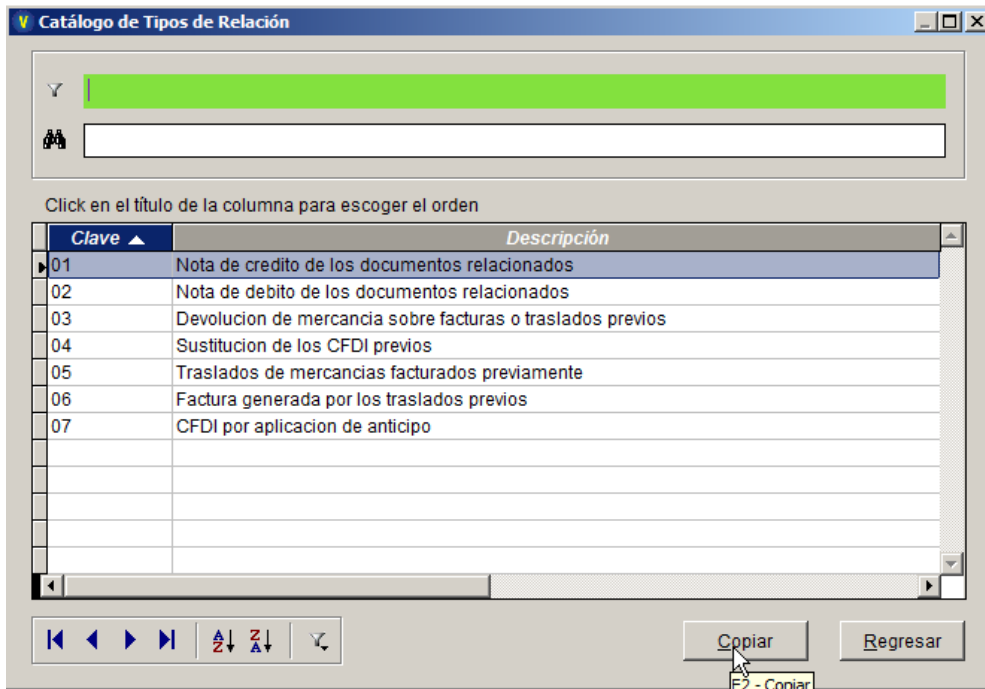 V Catálogo de Tipos de Relación
Click en el título de la columna para escoger el orden
Clave Descripción
01 Nota de credito de los documentos relacionados
02 Nota de debito de los documentos relacionados
03 Devolucion de mercancia sobre facturas o traslados previos
04 Sustitucion de los CFDI previos
05 Traslados de mercancias facturados previamente
06 Factura generada por los traslados previos
07 CFDI por aplicacion de anticipo
A Z Z A Copiar Regresar
F2 - Copiar